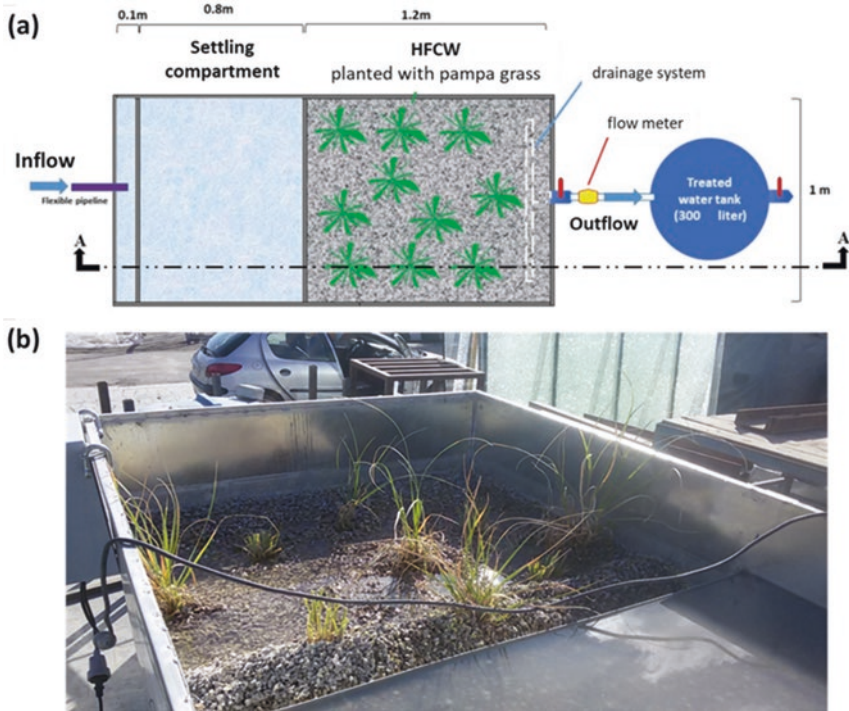 (a)
0.1m
0.8m
1.2m
Settling
compartment
HFCW
planted with pampa grass
drainage system
flow meter
Inflow
Flexible pipeline
Treated
water tank
(300 liter)
1 m
Outflow
A
A
(b)